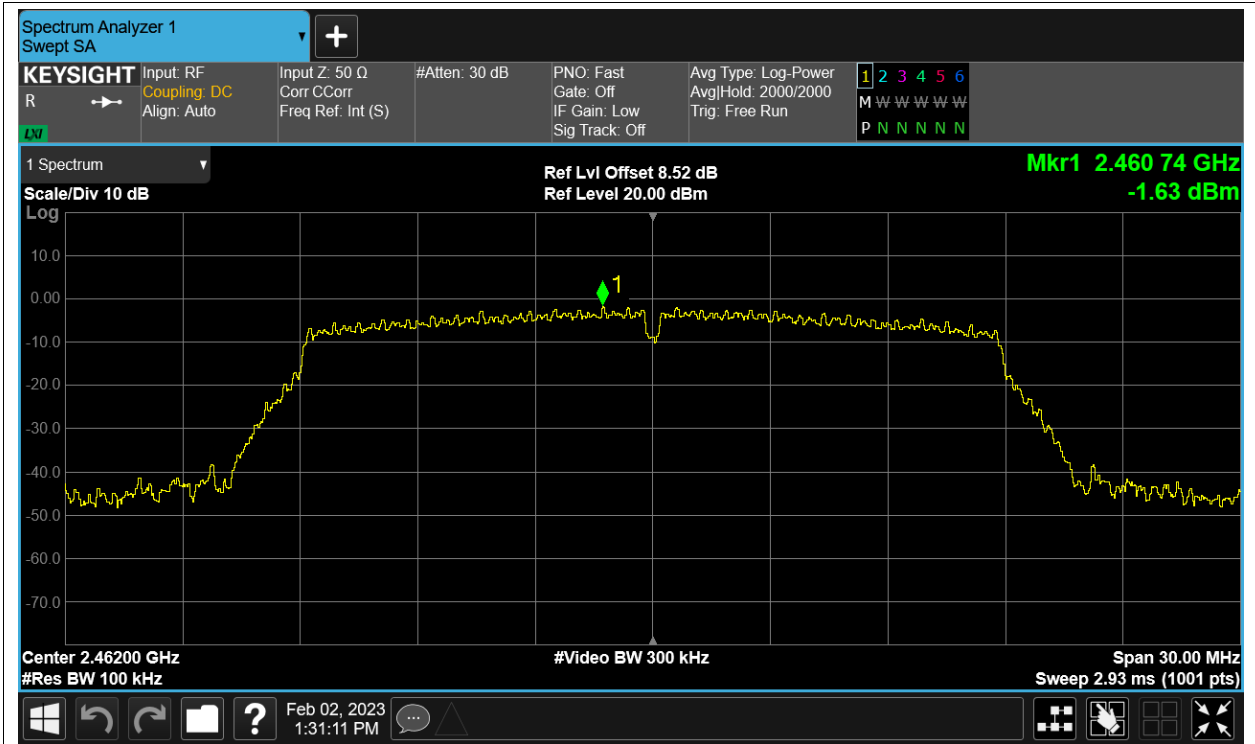 Spectrum Analyzer 1
Swept SA
+
KEYSIGHT
R
LXI
Input: RF
Coupling: DC
Align: Auto
Input Z: 50 Ω
Corr CCorr
Freq Ref: Int (S)
#Atten: 30 dB
PNO: Fast
Gate: Off
IF Gain: Low
Sig Track: Off
Avg Type: Log-Power
Avg|Hold: 2000/2000
Trig: Free Run
1 2 3 4 5 6
M W W W W W
P N N N N N
1 Spectrum
Scale/Div 10 dB
Log
Ref Lvl Offset 8.52 dB
Ref Level 20.00 dBm
Mkr1 2.460 74 GHz
-1.63 dBm
10.0
0.00
-10.0
-20.0
-30.0
-40.0
-50.0
-60.0
-70.0
1
Center 2.46200 GHz
#Res BW 100 kHz
#Video BW 300 kHz
Span 30.00 MHz
Sweep 2.93 ms (1001 pts)
?
Feb 02, 2023
1:31:11 PM